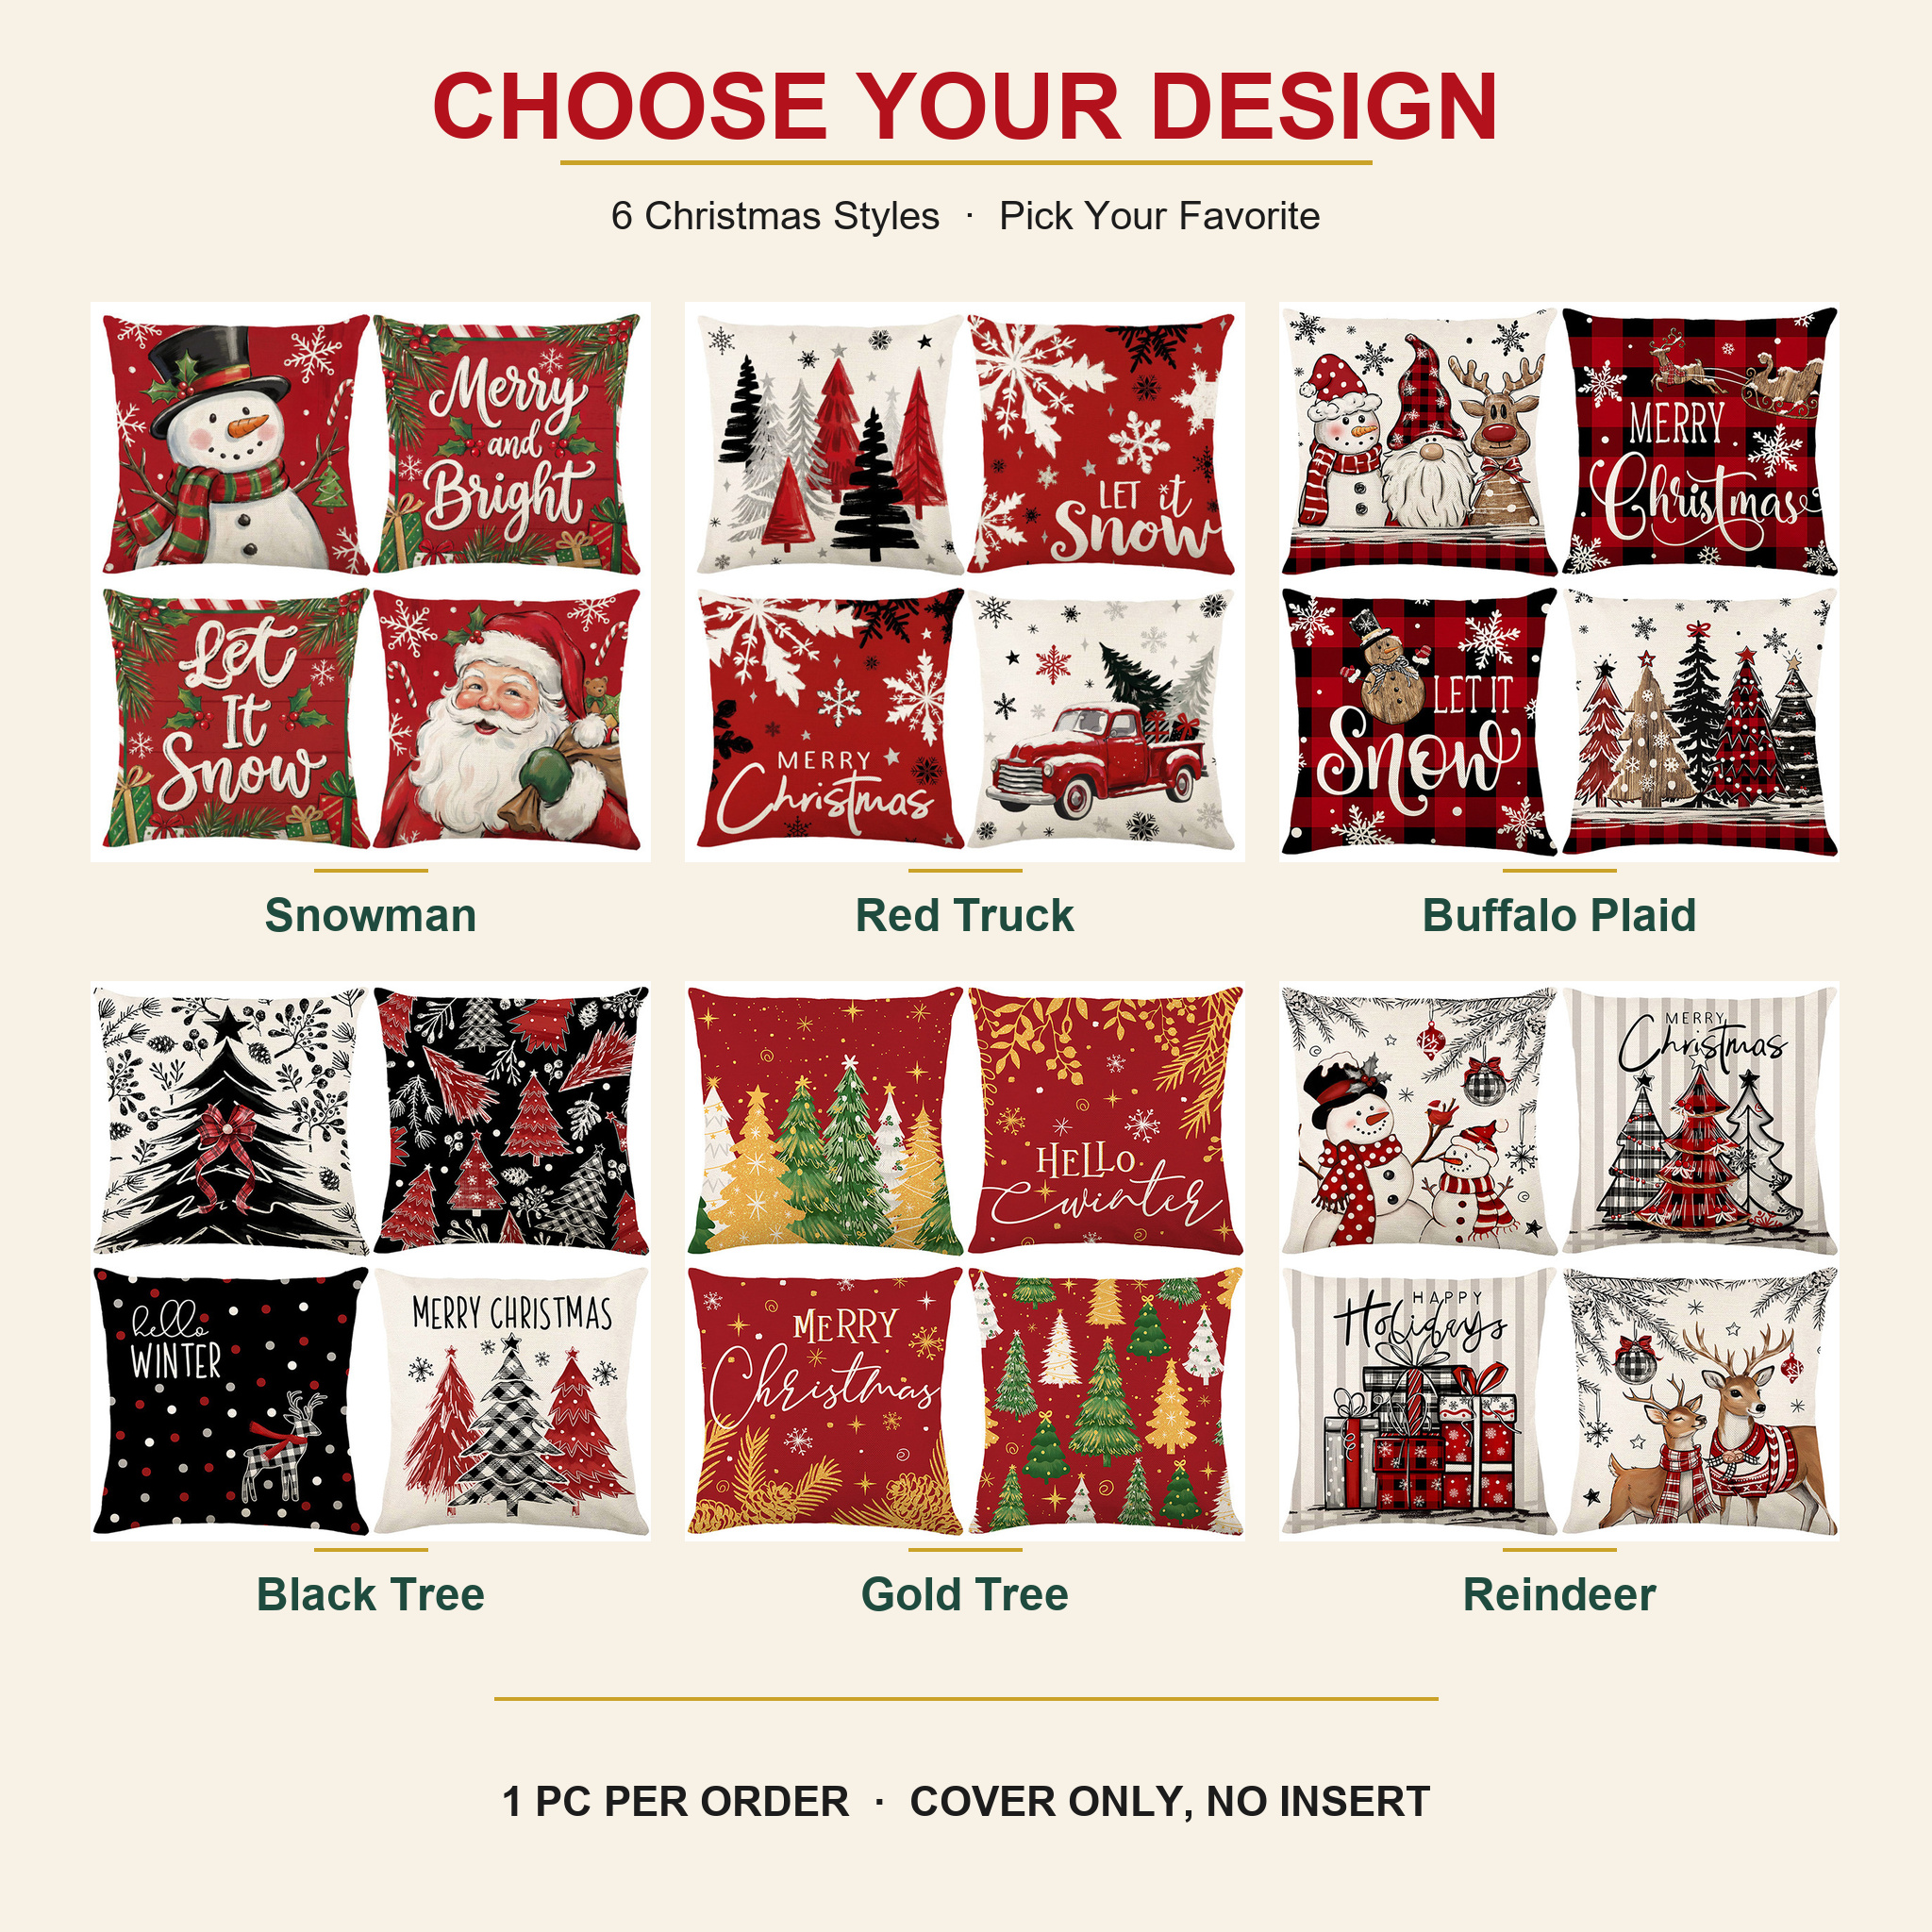 CHOOSE YOUR DESIGN
6 Christmas Styles · Pick Your Favorite
Merry
and
Bright
Let
It
Snow
Snowman
LET it
Snow
MERRY
Christmas
Red Truck
MERRY
Christmas
LET IT
Snow
Buffalo Plaid
hello
WINTER
MERRY CHRISTMAS
Black Tree
HELLO
winter
MERRY
Christmas
Gold Tree
MERRY
Christmas
HAPPY
Holidays
Reindeer
1 PC PER ORDER · COVER ONLY, NO INSERT